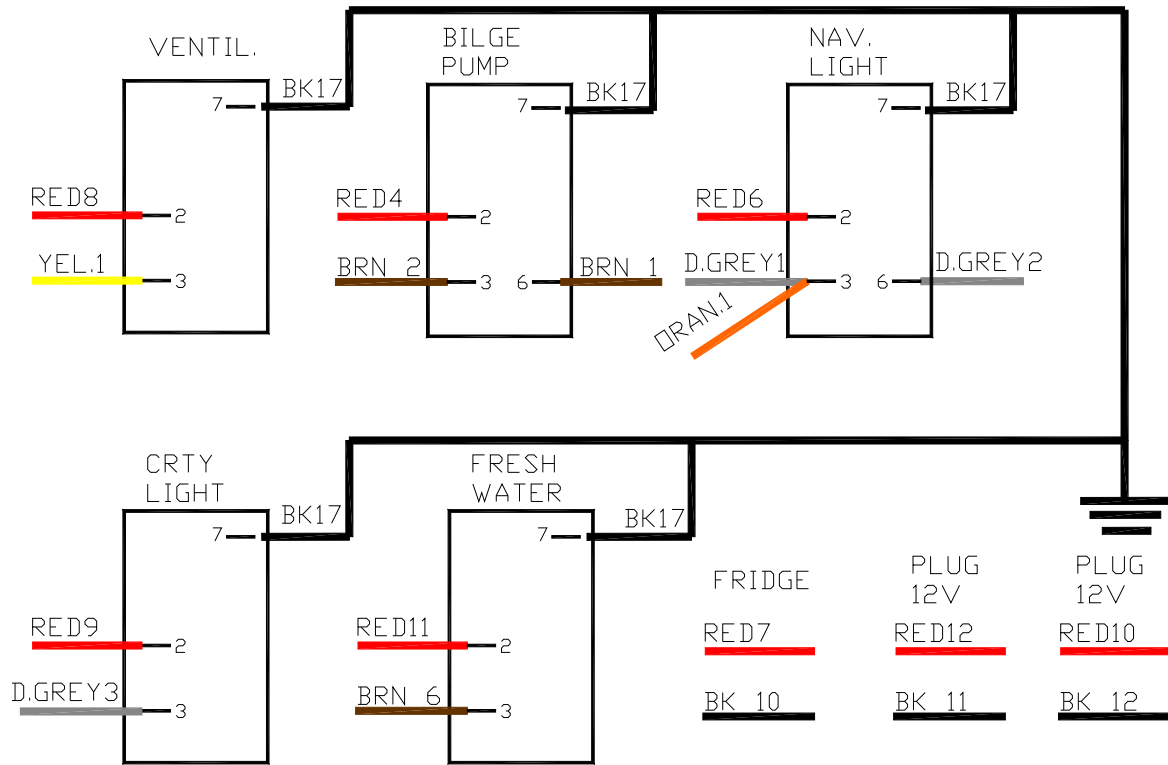 VENTIL.
7 BK17
RED8
2
YEL.1
3
BILGE
PUMP
7 BK17
RED4
2
BRN 2
3 6 BRN 1
NAV.
LIGHT
7 BK17
RED6
2
D.GREY1
3 6 D.GREY2
ORAN.1
CRTY
LIGHT
7 BK17
RED9
2
D.GREY3
3
FRESH
WATER
7 BK17
RED11
2
BRN 6
3
FRIDGE
RED7
BK 10
PLUG
12V
RED12
BK 11
PLUG
12V
RED10
BK 12